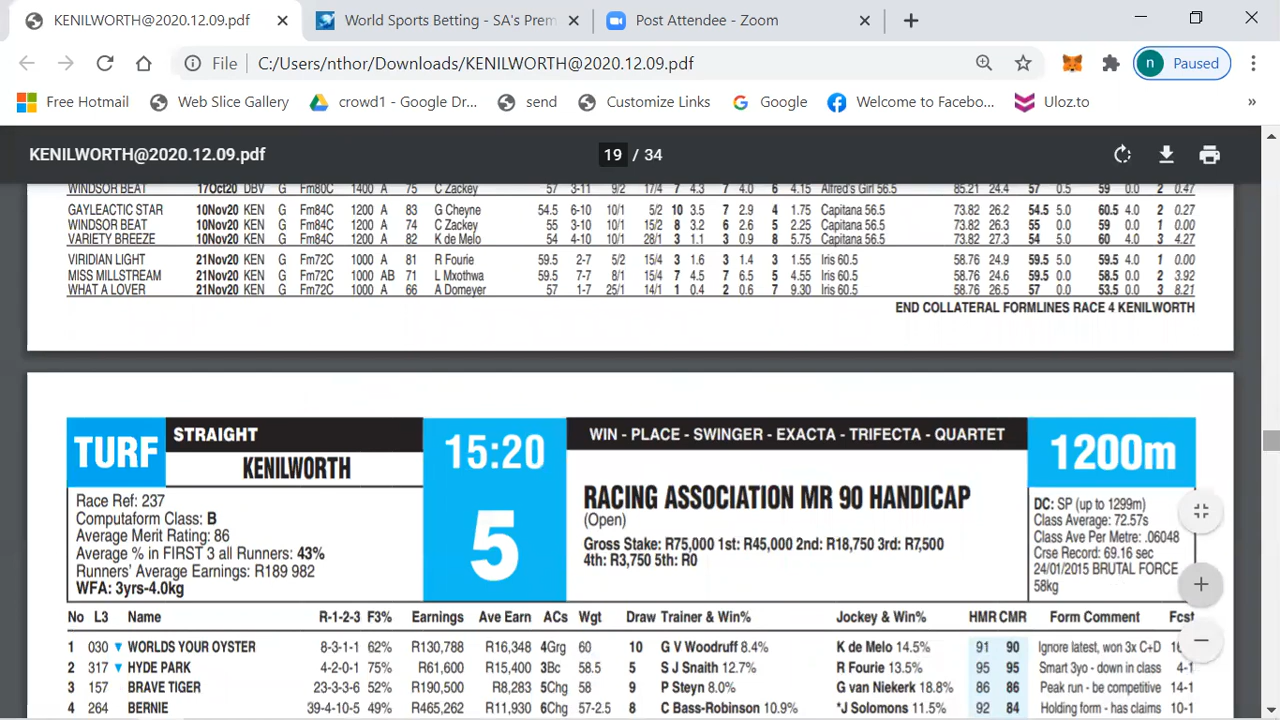 KENILWORTH@2020.12.09.pdf
World Sports Betting - SA's Prem
Post Attendee - Zoom
File C:/Users/nthor/Downloads/KENILWORTH@2020.12.09.pdf
n Paused
Free Hotmail
Web Slice Gallery
crowd1 - Google Dr...
send
Customize Links
Google
Welcome to Facebo...
Uloz.to
»
KENILWORTH@2020.12.09.pdf
19 / 34
WINDSOR BEAT 17Oct20 DBV G Fm80C 1400 A 75 C Zackey 57 3-11 9/2 17/4 7 4.3 7 4.0 6 4.15 Alfred's Girl 56.5 85.21 24.4 57 0.5 59 0.0 2 0.47
GAYLEACTIC STAR 10Nov20 KEN G Fm84C 1200 A 83 G Cheyne 54.5 6-10 10/1 5/2 10 3.5 7 2.9 4 1.75 Capitana 56.5 73.82 26.2 54.5 5.0 60.5 4.0 2 0.27
WINDSOR BEAT 10Nov20 KEN G Fm84C 1200 A 74 C Zackey 55 3-10 10/1 15/2 8 3.2 6 2.6 5 2.25 Capitana 56.5 73.82 26.3 55 0.0 59 0.0 1 0.00
VARIETY BREEZE 10Nov20 KEN G Fm84C 1200 A 82 K de Melo 54 4-10 10/1 28/1 3 1.1 3 0.9 8 5.75 Capitana 56.5 73.82 27.3 54 5.0 60 4.0 3 4.27
VIRIDIAN LIGHT 21Nov20 KEN G Fm72C 1000 A 81 R Fourie 59.5 2-7 5/2 15/4 3 1.6 3 1.4 3 1.55 Iris 60.5 58.76 24.9 59.5 5.0 59.5 4.0 1 0.00
MISS MILLSTREAM 21Nov20 KEN G Fm72C 1000 AB 71 L Mxothwa 59.5 7-7 8/1 15/4 7 4.5 7 6.5 5 4.55 Iris 60.5 58.76 24.6 59.5 0.0 58.5 0.0 2 3.92
WHAT A LOVER 21Nov20 KEN G Fm72C 1000 A 66 A Domeyer 57 1-7 25/1 14/1 1 0.4 2 0.6 7 9.30 Iris 60.5 58.76 26.5 57 0.0 53.5 0.0 3 8.21
END COLLATERAL FORMLINES RACE 4 KENILWORTH
TURF
STRAIGHT
KENILWORTH
Race Ref: 237
Computaform Class: B
Average Merit Rating: 86
Average % in FIRST 3 all Runners: 43%
Runners' Average Earnings: R189 982
WFA: 3yrs-4.0kg
15:20
5
WIN - PLACE - SWINGER - EXACTA - TRIFECTA - QUARTET
RACING ASSOCIATION MR 90 HANDICAP
(Open)
Gross Stake: R75,000 1st: R45,000 2nd: R18,750 3rd: R7,500
4th: R3,750 5th: R0
1200m
DC: SP (up to 1299m)
Class Average: 72.57s
Class Ave Per Metre: .06048
Crse Record: 69.16 sec
24/01/2015 BRUTAL FORCE
58kg
No L3 Name R-1-2-3 F3% Earnings Ave Earn ACs Wgt Draw Trainer & Win% Jockey & Win% HMR CMR Form Comment Fcst
1 030 WORLDS YOUR OYSTER 8-3-1-1 62% R130,788 R16,348 4Grg 60 10 G V Woodruff 8.4% K de Melo 14.5% 91 90 Ignore latest, won 3x C+D
2 317 HYDE PARK 4-2-0-1 75% R61,600 R15,400 3Bc 58.5 5 S J Snaith 12.7% R Fourie 13.5% 95 95 Smart 3yo - down in class 4-1
3 157 BRAVE TIGER 23-3-3-6 52% R190,500 R8,283 5Chg 58 9 P Steyn 8.0% G van Niekerk 18.8% 86 86 Peak run - be competitive 14-1
4 264 BERNIE 39-4-10-5 49% R465,262 R11,930 6Chg 57-2.5 8 C Bass-Robinson 10.9% *J Solomons 11.5% 92 84 Holding form - has claims 10-1